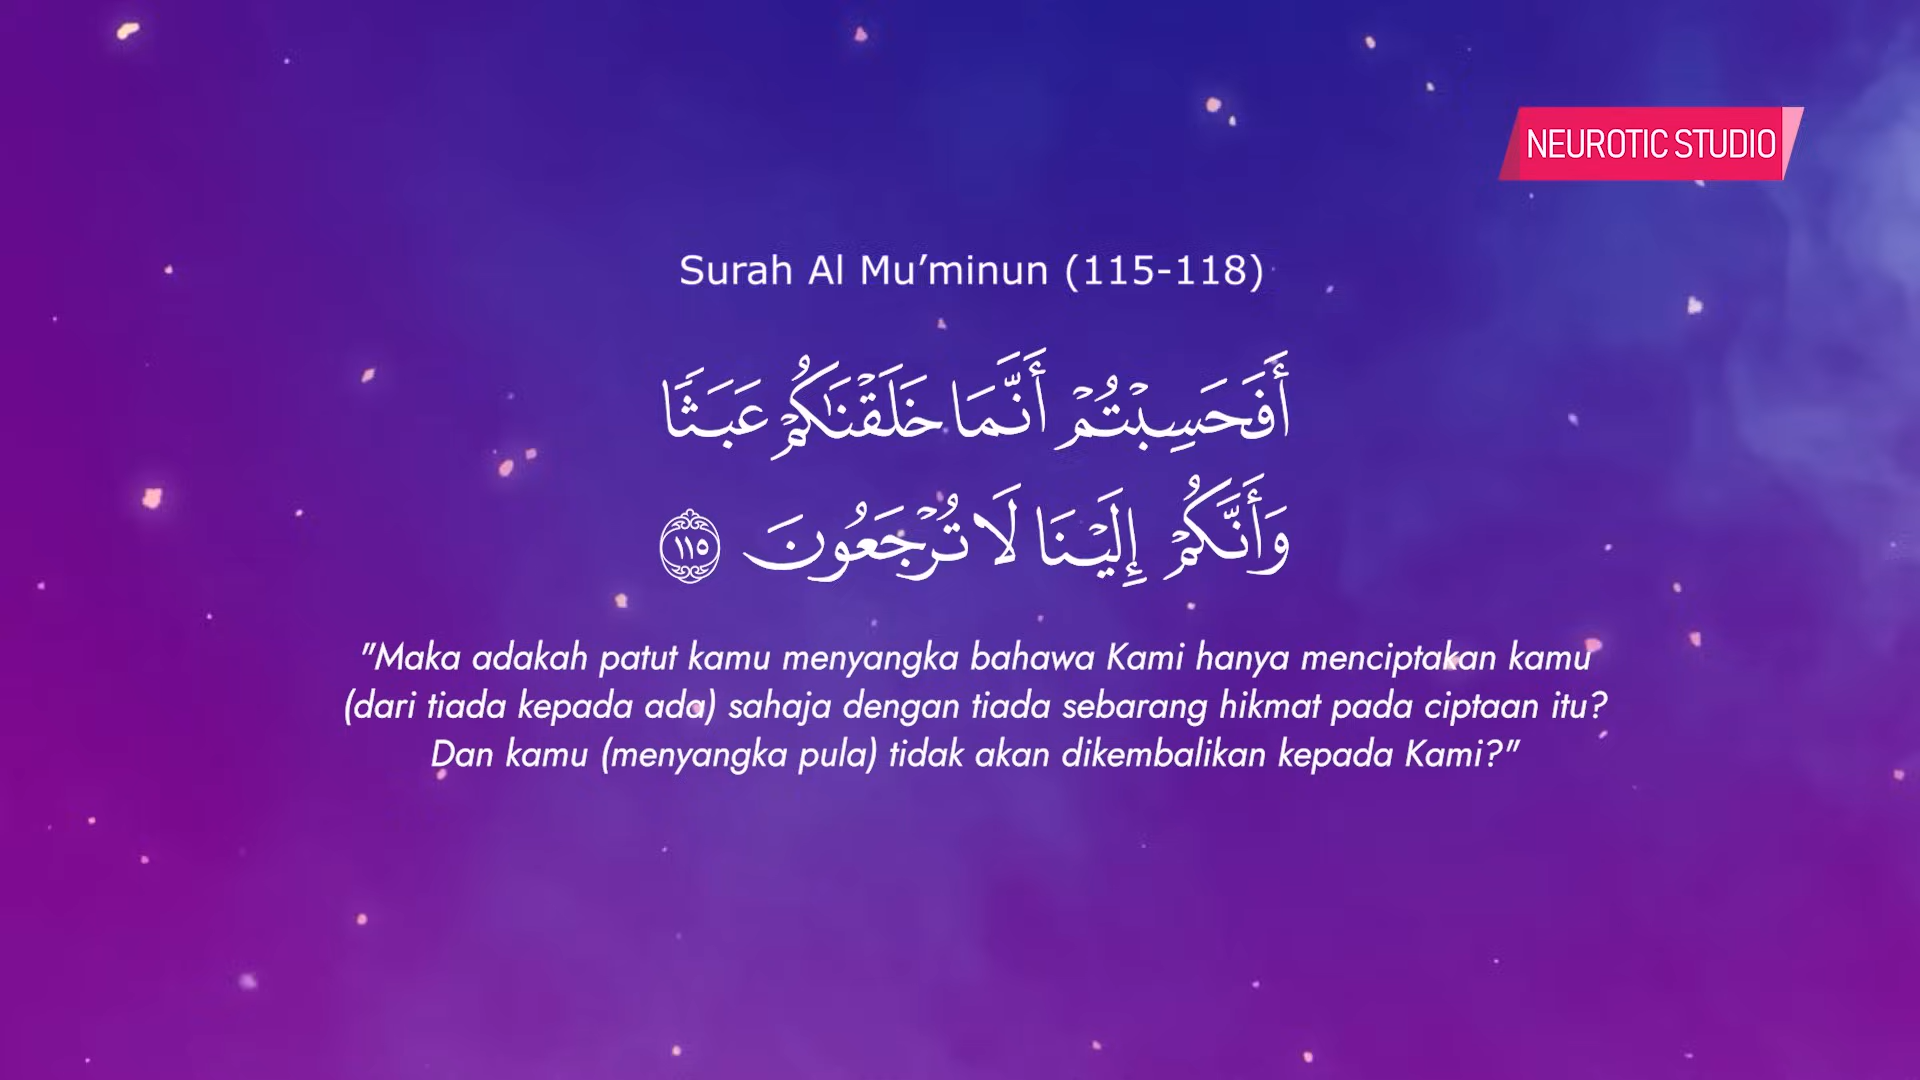 NEUROTIC STUDIO
Surah Al Mu’minun (115-118)
أَفَحَسِبْتُمْ أَنَّمَا خَلَقْنَٰكُمْ عَبَثًا
وَأَنَّكُمْ إِلَيْنَا لَا تُرْجَعُونَ ١١٥
"Maka adakah patut kamu menyangka bahawa Kami hanya menciptakan kamu
(dari tiada kepada ada) sahaja dengan tiada sebarang hikmat pada ciptaan itu?
Dan kamu (menyangka pula) tidak akan dikembalikan kepada Kami?"